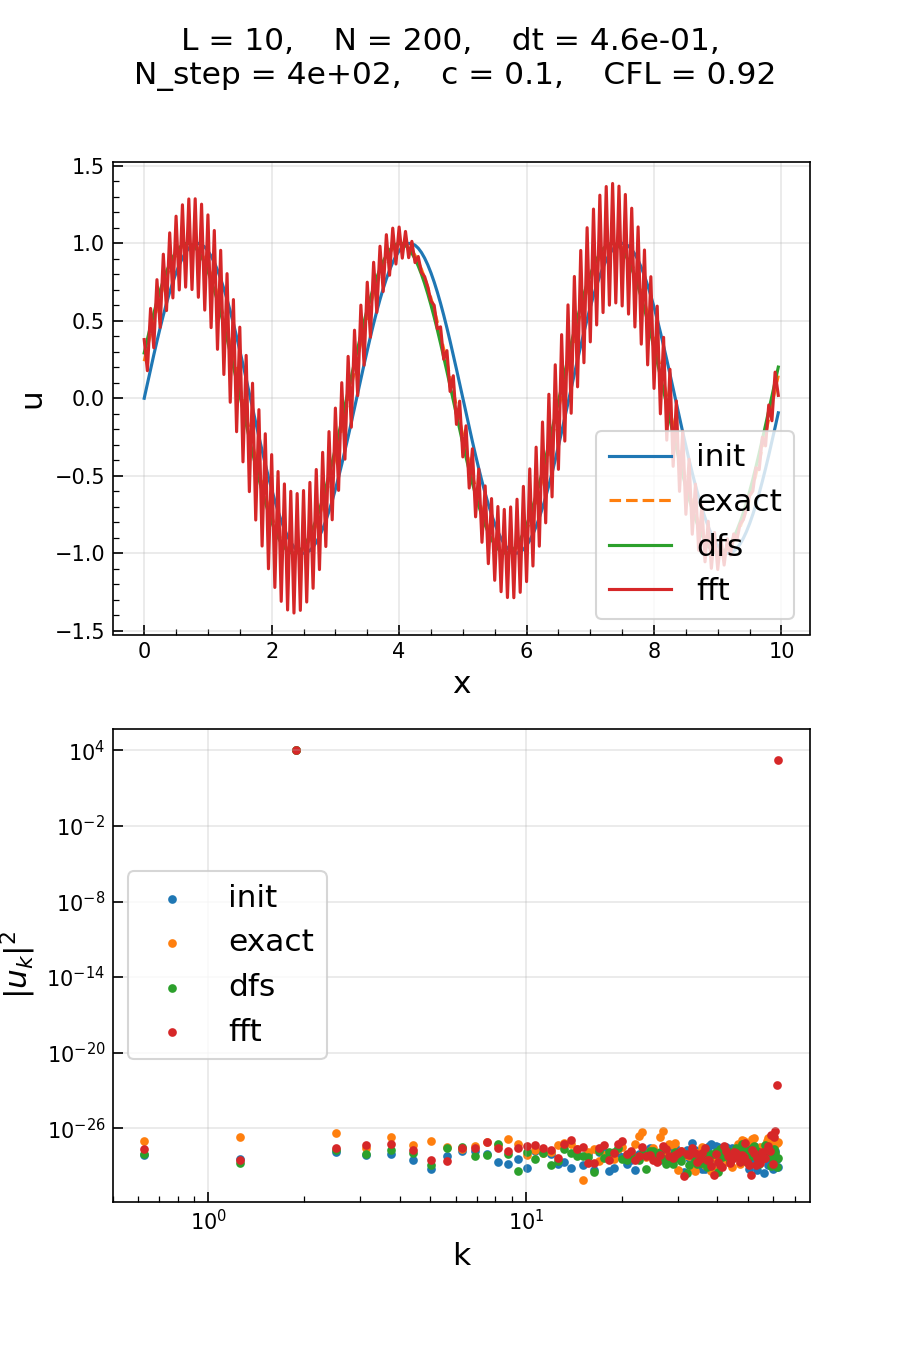 L = 10,    N = 200,    dt = 4.6e-01,
N_step = 4e+02,    c = 0.1,    CFL = 0.92
1.5
1.0
0.5
0.0
−0.5
−1.0
−1.5
u
0 2 4 6 8 10
x
init
exact
dfs
fft
10^4
10^−2
10^−8
10^−14
10^−20
10^−26
|u_k|^2
init
exact
dfs
fft
10^0 10^1
k